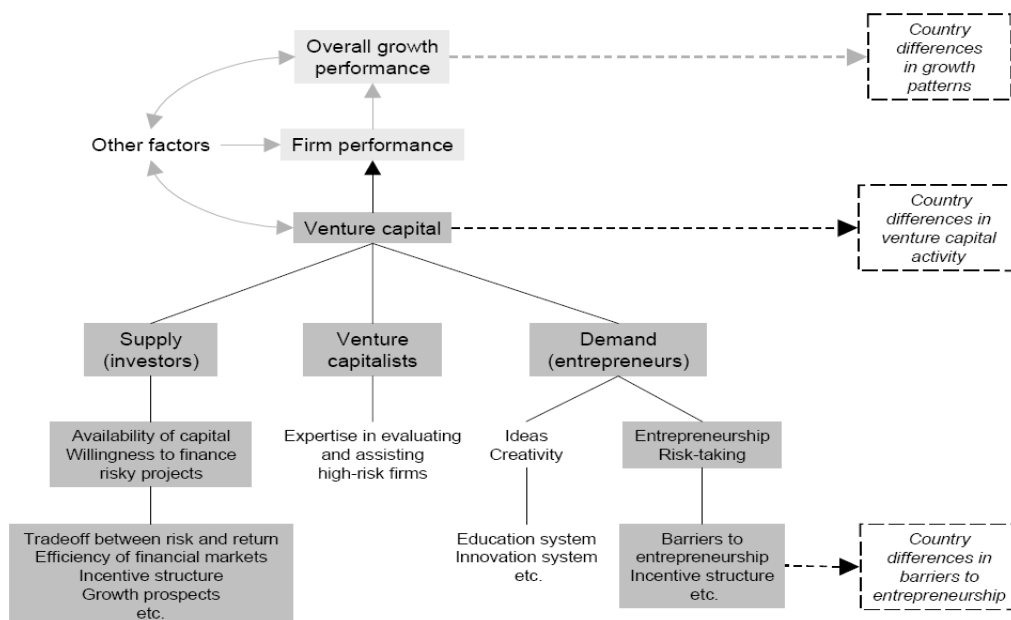 Overall growth
performance
Country
differences
in growth
patterns
Other factors
Firm performance
Venture capital
Country
differences in
venture capital
activity
Supply
(investors)
Venture
capitalists
Demand
(entrepreneurs)
Availability of capital
Willingness to finance
risky projects
Expertise in evaluating
and assisting
high-risk firms
Ideas
Creativity
Entrepreneurship
Risk-taking
Tradeoff between risk and return
Efficiency of financial markets
Incentive structure
Growth prospects
etc.
Education system
Innovation system
etc.
Barriers to
entrepreneurship
Incentive structure
etc.
Country
differences in
barriers to
entrepreneurship